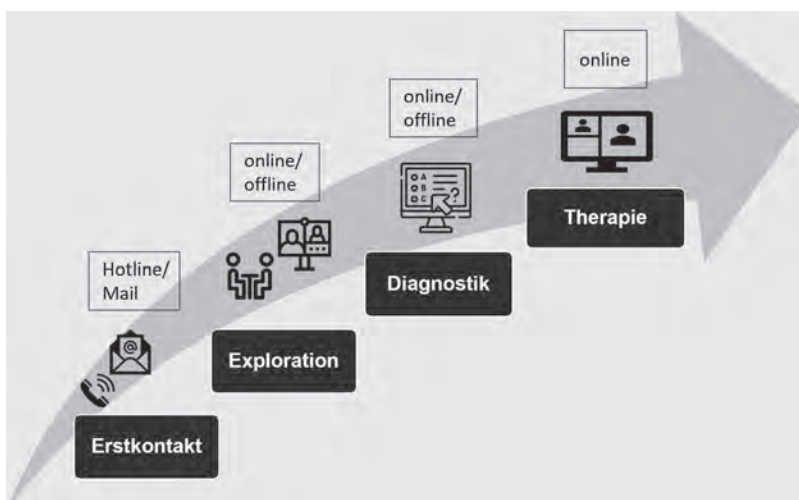 Hotline/
Mail
Erstkontakt
online/
offline
Exploration
online/
offline
Diagnostik
online
Therapie
@
A
B
C
?